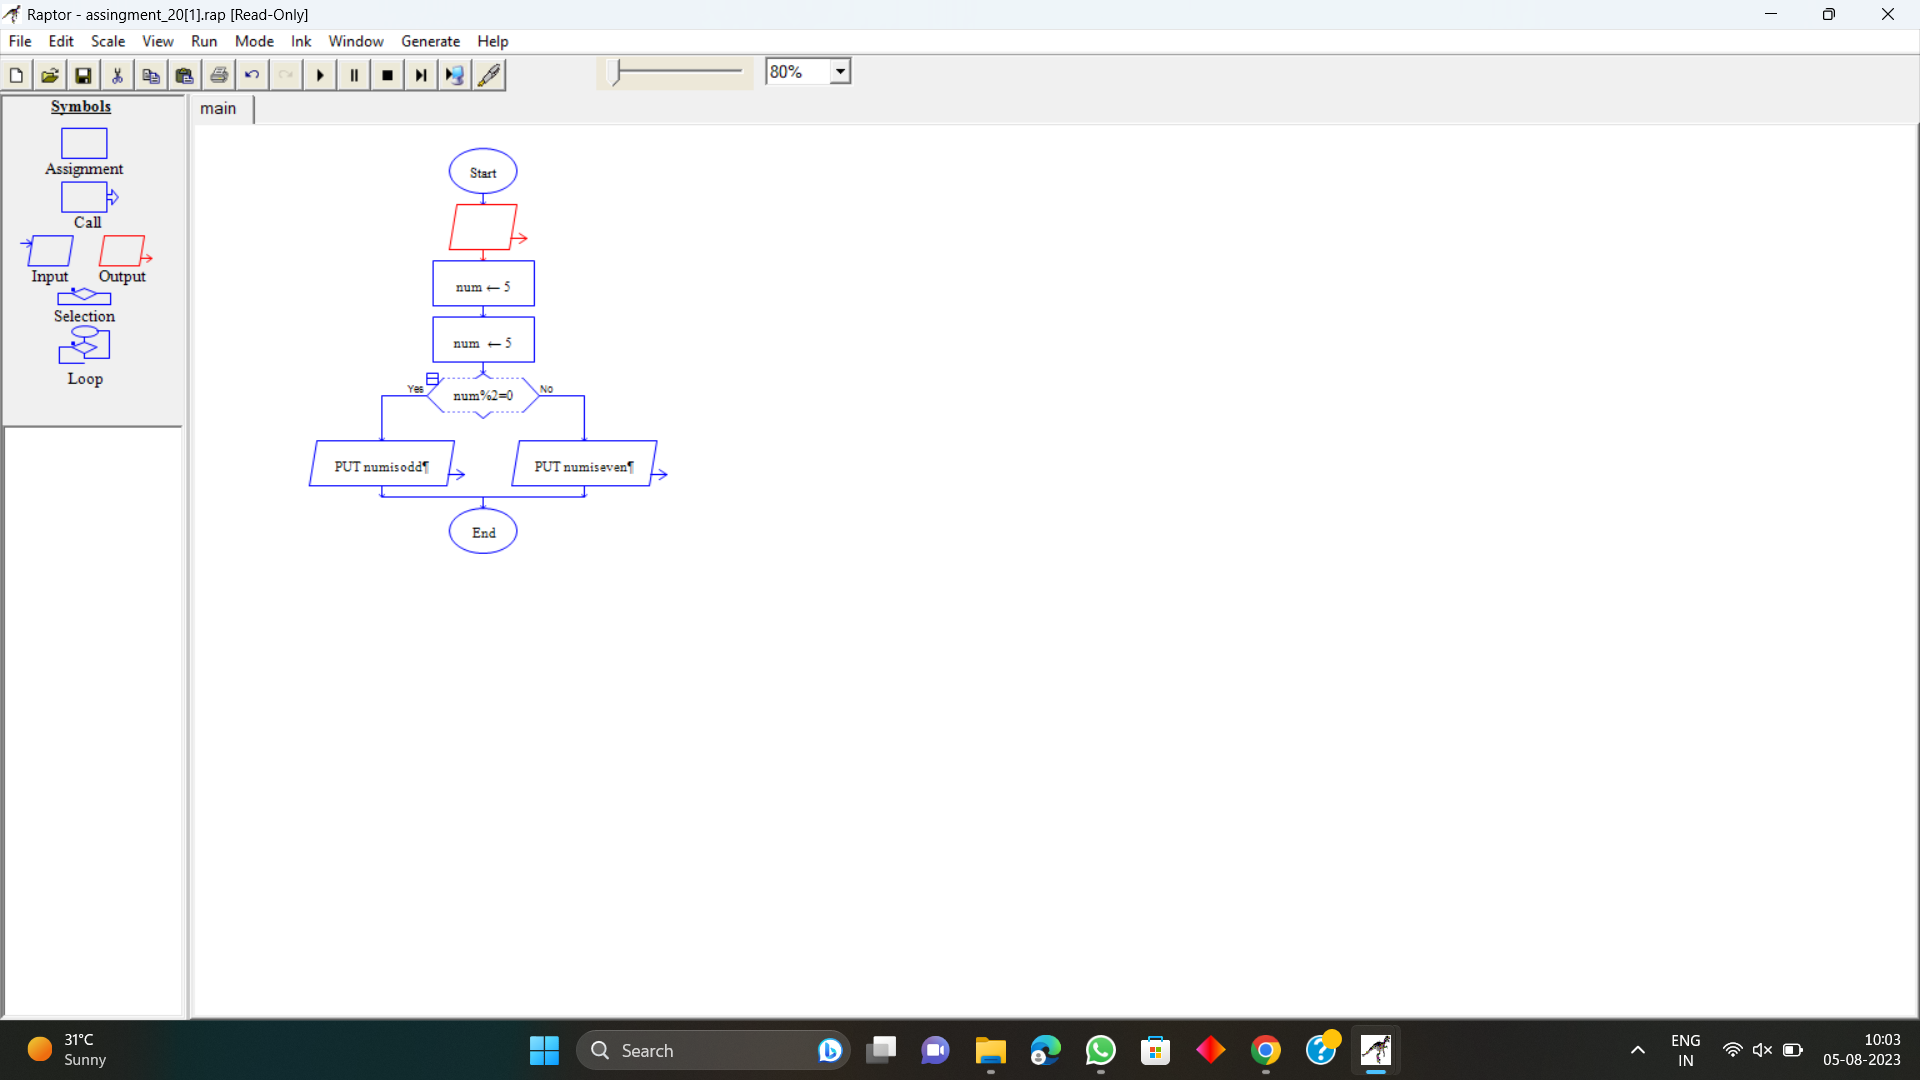 Raptor - assingment_20[1].rap [Read-Only]
File Edit Scale View Run Mode Ink Window Generate Help
80%
Symbols
Assignment
Call
Input Output
Selection
Loop
main
Start
num ← 5
num ← 5
Yes num%2=0 No
PUT numisodd¶ PUT numiseven¶
End
31°C
Sunny
Search
ENG
IN
10:03
05-08-2023